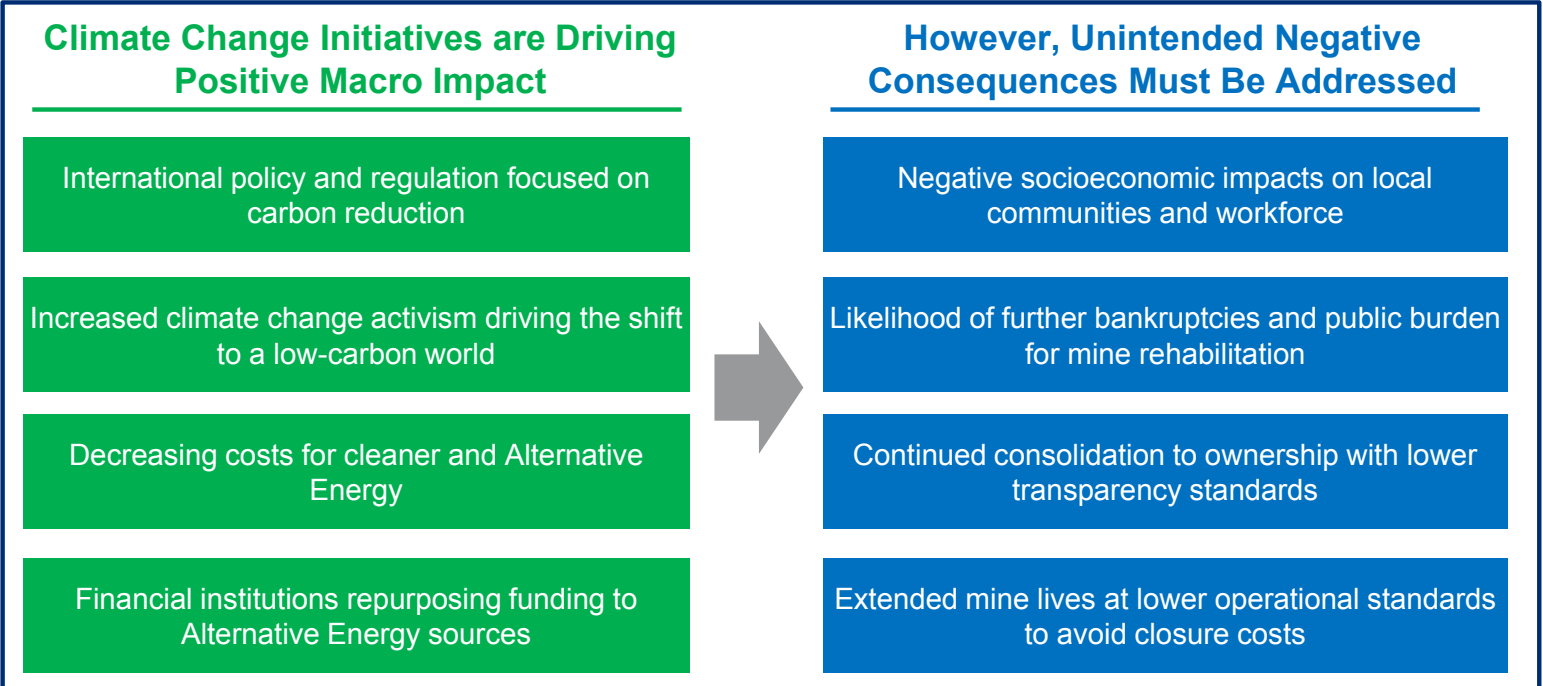 Climate Change Initiatives are Driving
Positive Macro Impact
International policy and regulation focused on
carbon reduction
Increased climate change activism driving the shift
to a low-carbon world
Decreasing costs for cleaner and Alternative
Energy
Financial institutions repurposing funding to
Alternative Energy sources
However, Unintended Negative
Consequences Must Be Addressed
Negative socioeconomic impacts on local
communities and workforce
Likelihood of further bankruptcies and public burden
for mine rehabilitation
Continued consolidation to ownership with lower
transparency standards
Extended mine lives at lower operational standards
to avoid closure costs